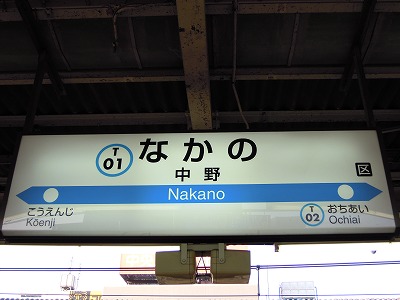 T
01
なかの
中野
Nakano
区
こうえんじ
Kōenji
T
02
おちあい
Ochiai